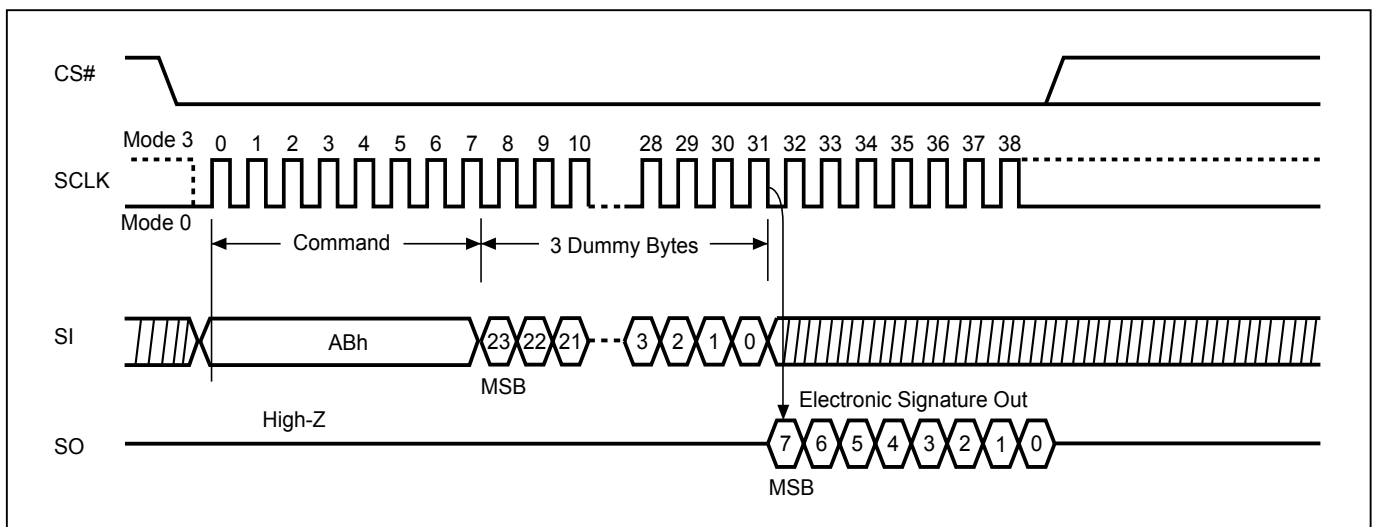 CS#
Mode 3
0 1 2 3 4 5 6 7 8 9 10 28 29 30 31 32 33 34 35 36 37 38
SCLK
Mode 0
Command
3 Dummy Bytes
SI
ABh
23 22 21 3 2 1 0
MSB
Electronic Signature Out
High-Z
SO
7 6 5 4 3 2 1 0
MSB